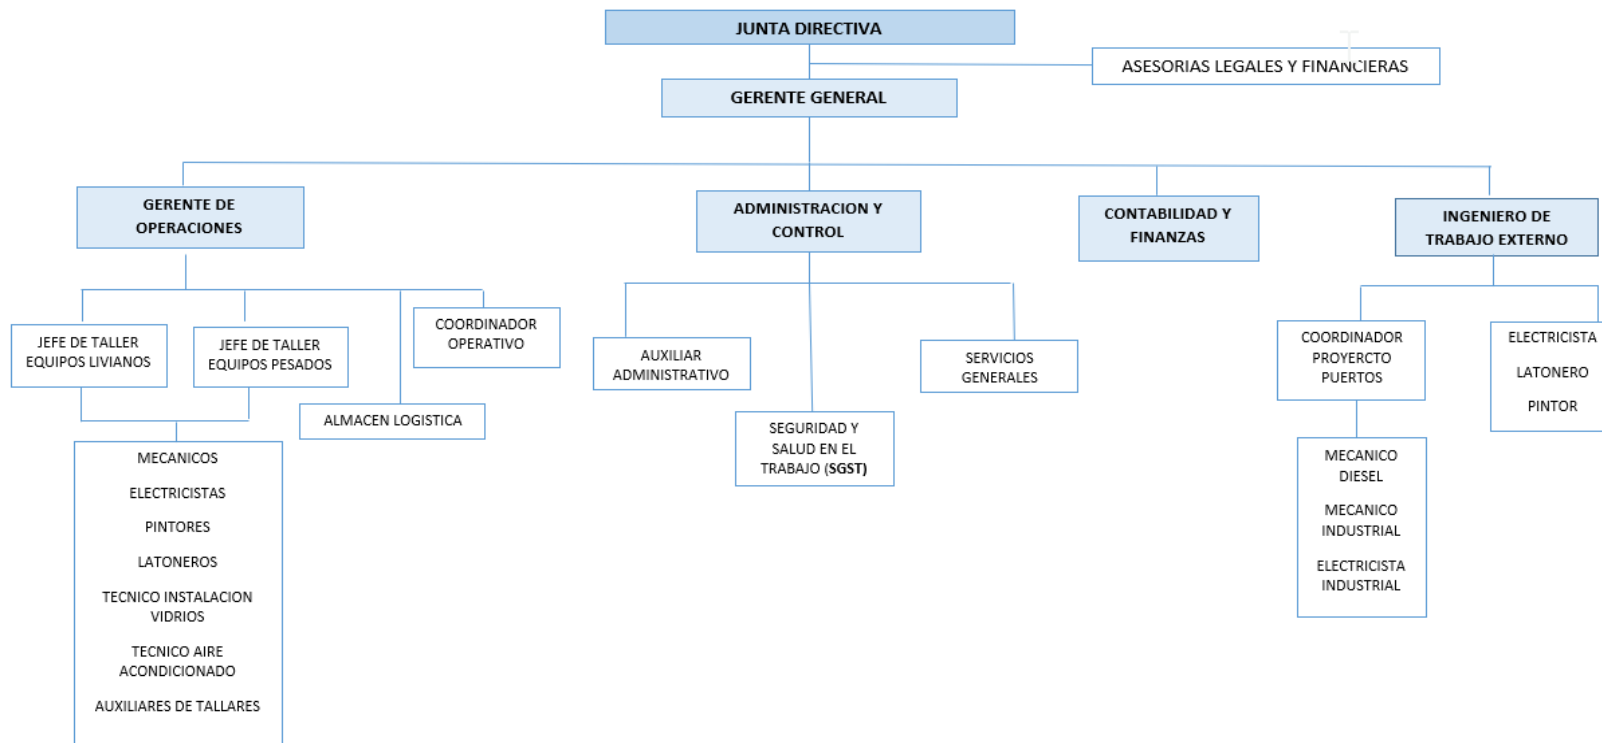 JUNTA DIRECTIVA
ASESORIAS LEGALES Y FINANCIERAS
GERENTE GENERAL
GERENTE DE
OPERACIONES
ADMINISTRACION Y
CONTROL
CONTABILIDAD Y
FINANZAS
INGENIERO DE
TRABAJO EXTERNO
JEFE DE TALLER
EQUIPOS LIVIANOS
JEFE DE TALLER
EQUIPOS PESADOS
ALMACEN LOGISTICA
COORDINADOR
OPERATIVO
MECANICOS
ELECTRICISTAS
PINTORES
LATONEROS
TECNICO INSTALACION
VIDRIOS
TECNICO AIRE
ACONDICIONADO
AUXILIARES DE TALLARES
AUXILIAR
ADMINISTRATIVO
SEGURIDAD Y
SALUD EN EL
TRABAJO (SGST)
SERVICIOS
GENERALES
COORDINADOR
PROYERCTO
PUERTOS
MECANICO
DIESEL
MECANICO
INDUSTRIAL
ELECTRICISTA
INDUSTRIAL
ELECTRICISTA
LATONERO
PINTOR